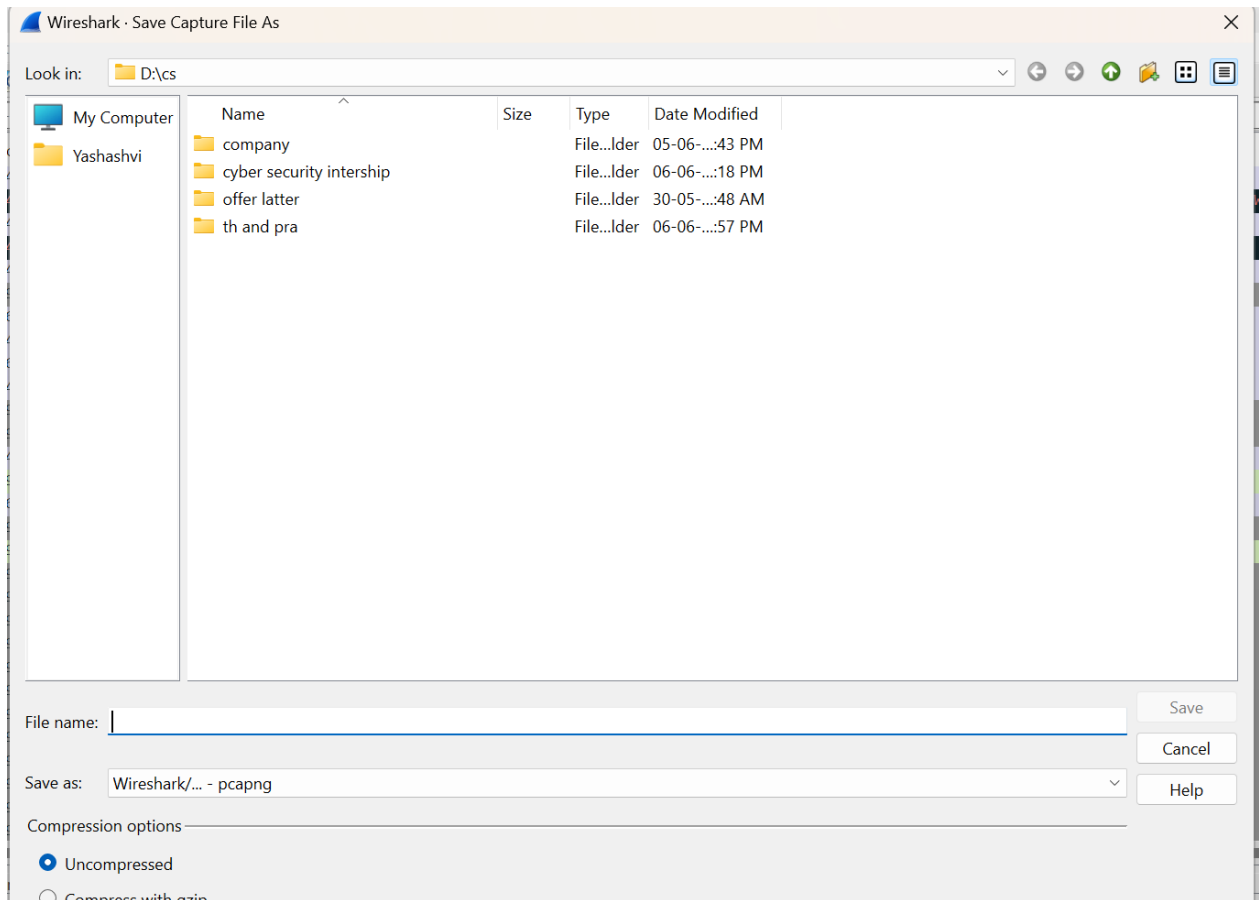 Wireshark · Save Capture File As
Look in: D:\cs
My Computer
Yashashvi
Name Size Type Date Modified
company File...lder 05-06-...:43 PM
cyber security intership File...lder 06-06-...:18 PM
offer latter File...lder 30-05-...:48 AM
th and pra File...lder 06-06-...:57 PM
File name:
Save
Cancel
Save as: Wireshark/... - pcapng
Help
Compression options
Uncompressed
Compress with gzip